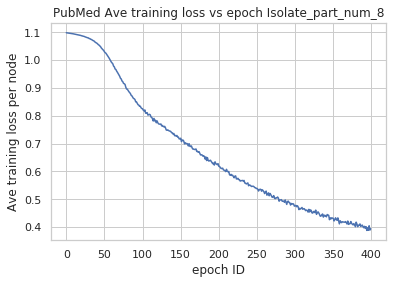 PubMed Ave training loss vs epoch Isolate_part_num_8
Ave training loss per node
1.1
1.0
0.9
0.8
0.7
0.6
0.5
0.4
0 50 100 150 200 250 300 350 400
epoch ID